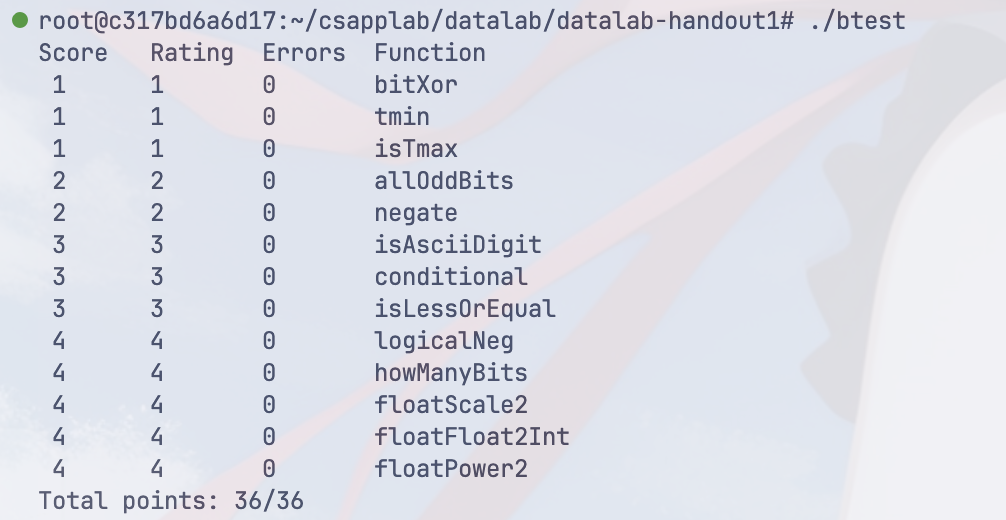 root@c317bd6a6d17:~/csapplab/datalab/datalab-handout1# ./btest
Score   Rating  Errors  Function
 1      1       0       bitXor
 1      1       0       tmin
 1      1       0       isTmax
 2      2       0       allOddBits
 2      2       0       negate
 3      3       0       isAsciiDigit
 3      3       0       conditional
 3      3       0       isLessOrEqual
 4      4       0       logicalNeg
 4      4       0       howManyBits
 4      4       0       floatScale2
 4      4       0       floatFloat2Int
 4      4       0       floatPower2
Total points: 36/36